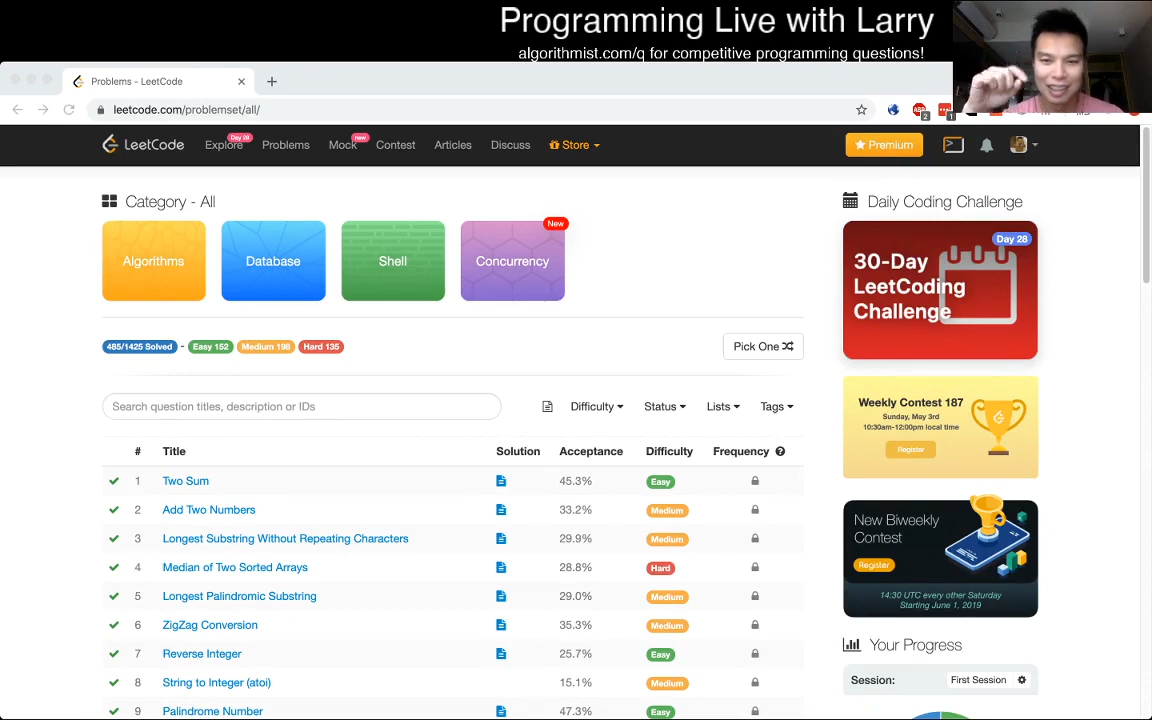 Programming Live with Larry
algorithmist.com/q for competitive programming questions!
Problems - LeetCode
leetcode.com/problemset/all/
2
1
LeetCode
Explore
Day 28
Problems
Mock
new
Contest
Articles
Discuss
Store
Premium
Category - All
Algorithms
Database
Shell
Concurrency
New
485/1425 Solved - Easy 152 Medium 198 Hard 135
Pick One
Search question titles, description or IDs
Difficulty
Status
Lists
Tags
# Title Solution Acceptance Difficulty Frequency
1 Two Sum 45.3% Easy
2 Add Two Numbers 33.2% Medium
3 Longest Substring Without Repeating Characters 29.9% Medium
4 Median of Two Sorted Arrays 28.8% Hard
5 Longest Palindromic Substring 29.0% Medium
6 ZigZag Conversion 35.3% Medium
7 Reverse Integer 25.7% Easy
8 String to Integer (atoi) 15.1% Medium
9 Palindrome Number 47.3% Easy
Daily Coding Challenge
Day 28
30-Day
LeetCoding
Challenge
Weekly Contest 187
Sunday, May 3rd
10:30am-12:00pm local time
Register
New Biweekly
Contest
Register
14:30 UTC every other Saturday
Starting June 1, 2019
Your Progress
Session:
First Session